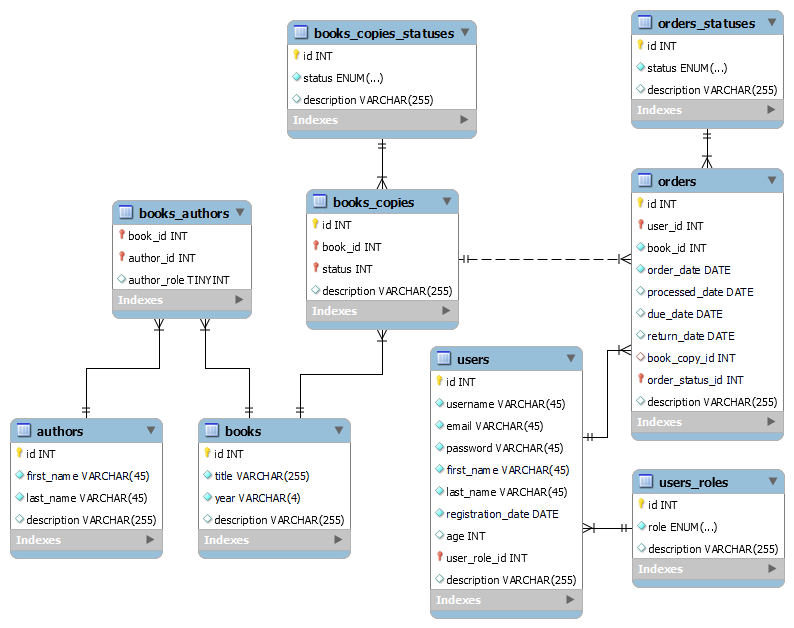 books_copies_statuses
id INT
status ENUM(...)
description VARCHAR(255)
Indexes
orders_statuses
id INT
status ENUM(...)
description VARCHAR(255)
Indexes
books_authors
book_id INT
author_id INT
author_role TINYINT
Indexes
books_copies
id INT
book_id INT
status INT
description VARCHAR(255)
Indexes
orders
id INT
user_id INT
book_id INT
order_date DATE
processed_date DATE
due_date DATE
return_date DATE
book_copy_id INT
order_status_id INT
description VARCHAR(255)
Indexes
authors
id INT
first_name VARCHAR(45)
last_name VARCHAR(45)
description VARCHAR(255)
Indexes
books
id INT
title VARCHAR(255)
year VARCHAR(4)
description VARCHAR(255)
Indexes
users
id INT
username VARCHAR(45)
email VARCHAR(45)
password VARCHAR(45)
first_name VARCHAR(45)
last_name VARCHAR(45)
registration_date DATE
age INT
user_role_id INT
description VARCHAR(255)
Indexes
users_roles
id INT
role ENUM(...)
description VARCHAR(255)
Indexes